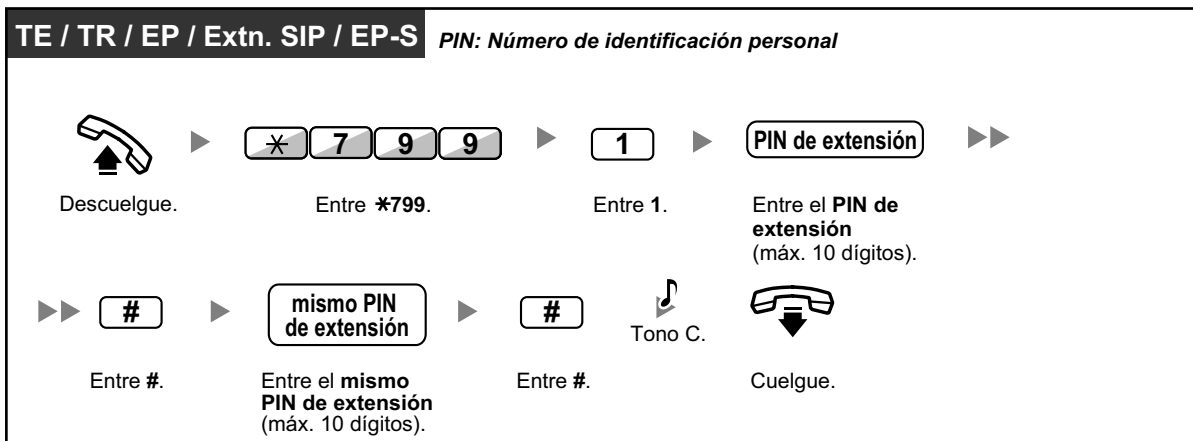 TE / TR / EP / Extn. SIP / EP-S PIN: Número de identificación personal
* 7 9 9 1 PIN de extensión
Descuelgue. Entre *799. Entre 1. Entre el PIN de
extensión
(máx. 10 dígitos).
# mismo PIN
de extensión #
Tono C.
Entre #. Entre el mismo
PIN de extensión
(máx. 10 dígitos). Entre #. Cuelgue.